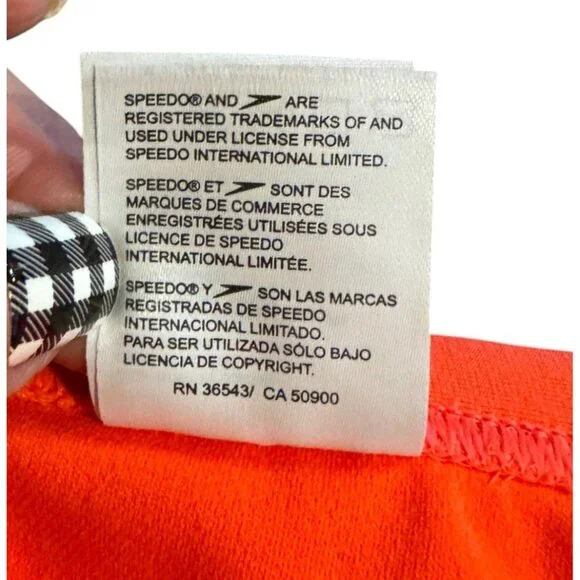 SPEEDO® AND ARE
REGISTERED TRADEMARKS OF AND
USED UNDER LICENSE FROM
SPEEDO INTERNATIONAL LIMITED.
SPEEDO® ET SONT DES
MARQUES DE COMMERCE
ENREGISTRÉES UTILISÉES SOUS
LICENCE DE SPEEDO
INTERNATIONAL LIMITÉE.
SPEEDO® Y SON LAS MARCAS
REGISTRADAS DE SPEEDO
INTERNACIONAL LIMITADO.
PARA SER UTILIZADA SÓLO BAJO
LICENCIA DE COPYRIGHT.
RN 36543/ CA 50900